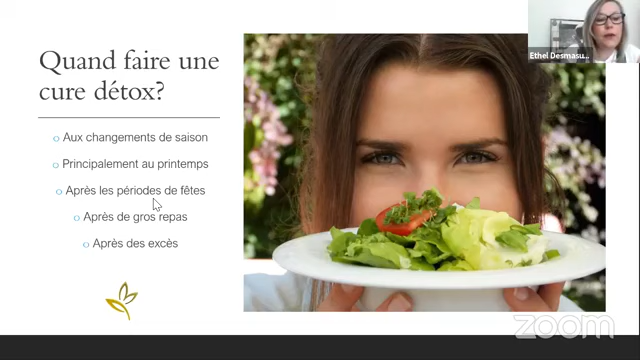 Quand faire une
cure détox?
Aux changements de saison
Principalement au printemps
Après les périodes de fêtes
Après de gros repas
Après des excès
Ethel Desmasu...
zoom